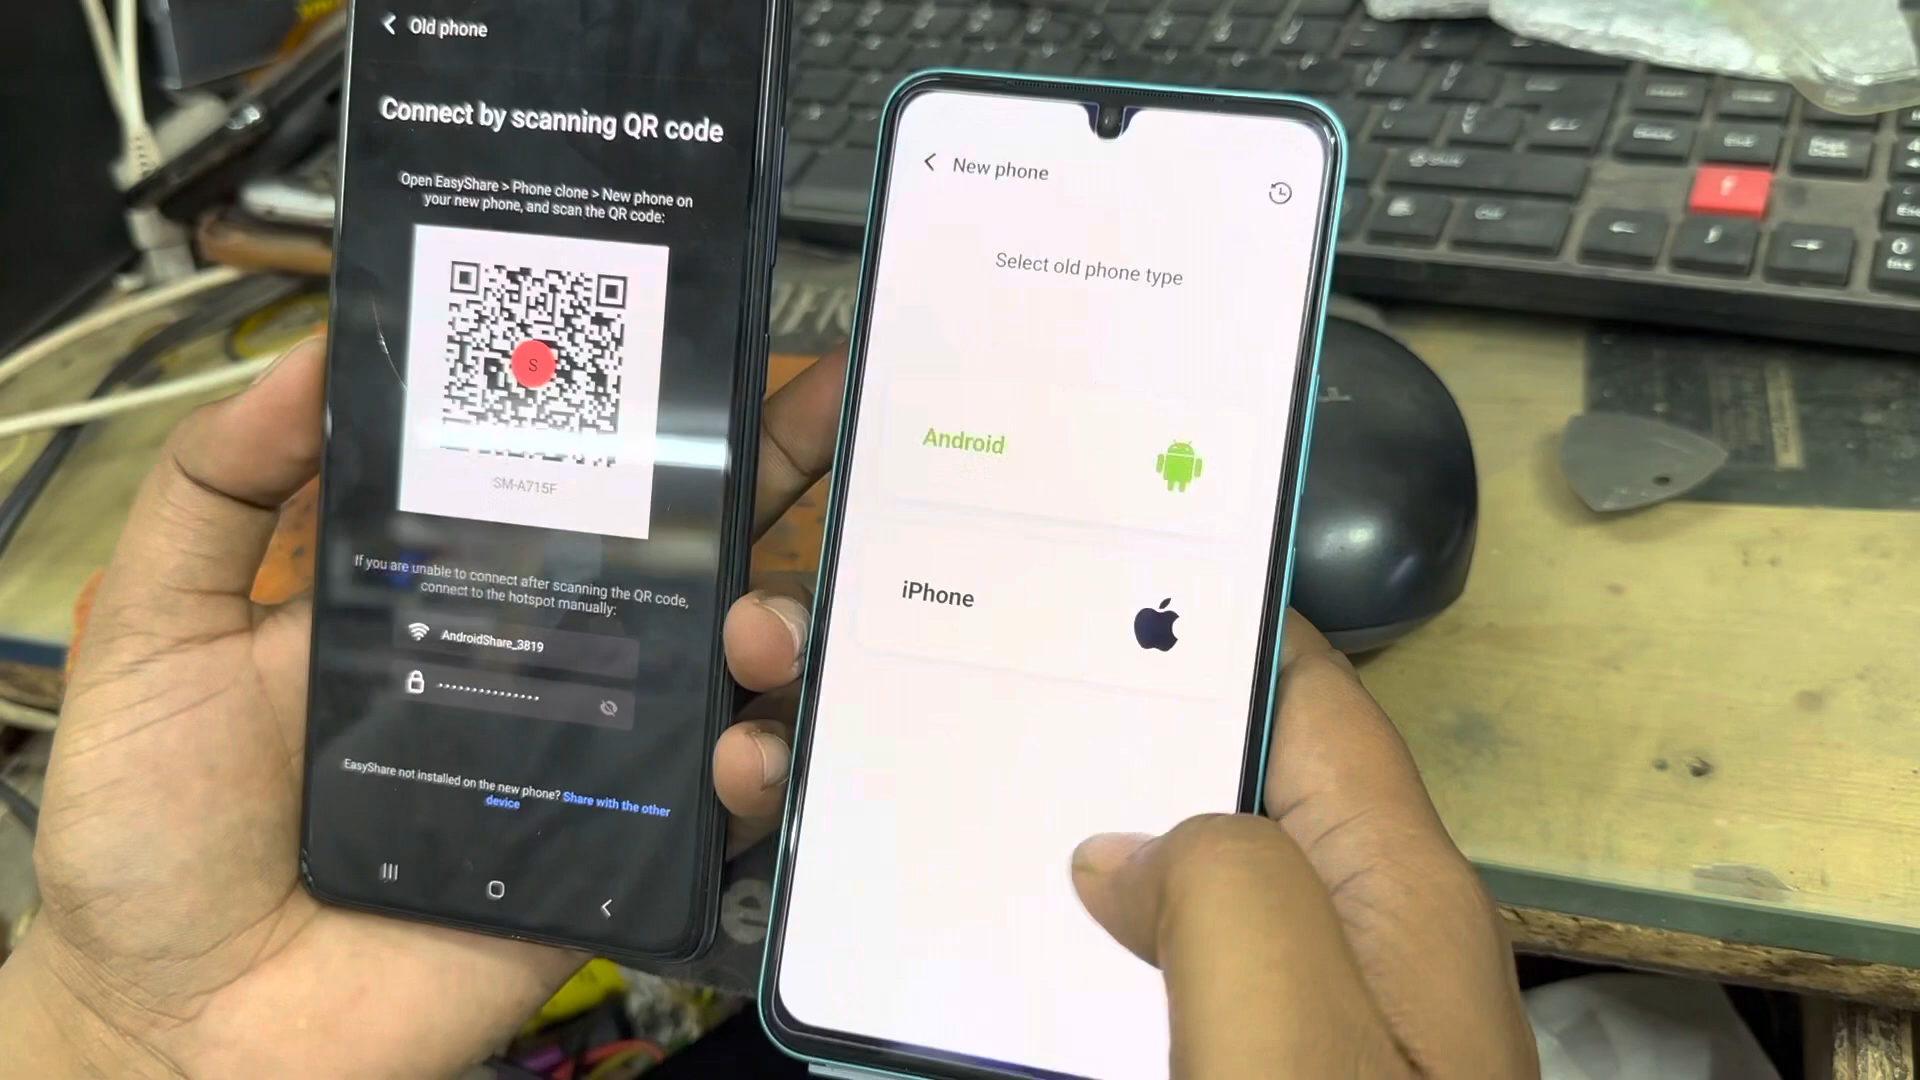 Old phone
Connect by scanning QR code
Open EasyShare > Phone clone > New phone on
your new phone, and scan the QR code:
S
SM-A715F
If you are unable to connect after scanning the QR code,
connect to the hotspot manually:
AndroidShare_3819
................
EasyShare not installed on the new phone? Share with the other
device
New phone
Select old phone type
Android
iPhone